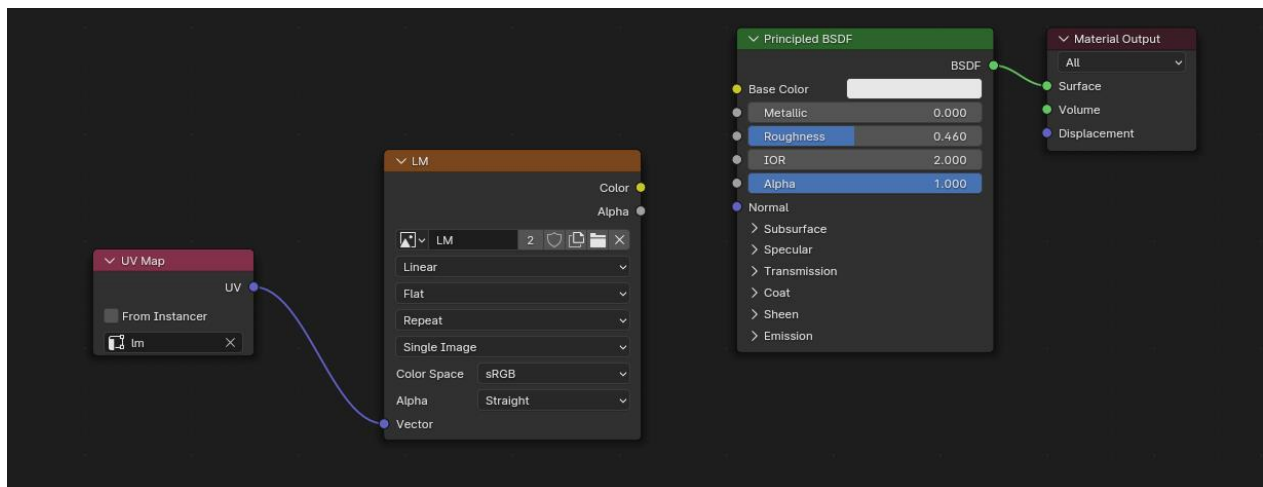 UV Map
UV
From Instancer
lm
LM
Color
Alpha
LM 2
Linear
Flat
Repeat
Single Image
Color Space sRGB
Alpha Straight
Vector
Principled BSDF
BSDF
Base Color
Metallic 0.000
Roughness 0.460
IOR 2.000
Alpha 1.000
Normal
Subsurface
Specular
Transmission
Coat
Sheen
Emission
Material Output
All
Surface
Volume
Displacement